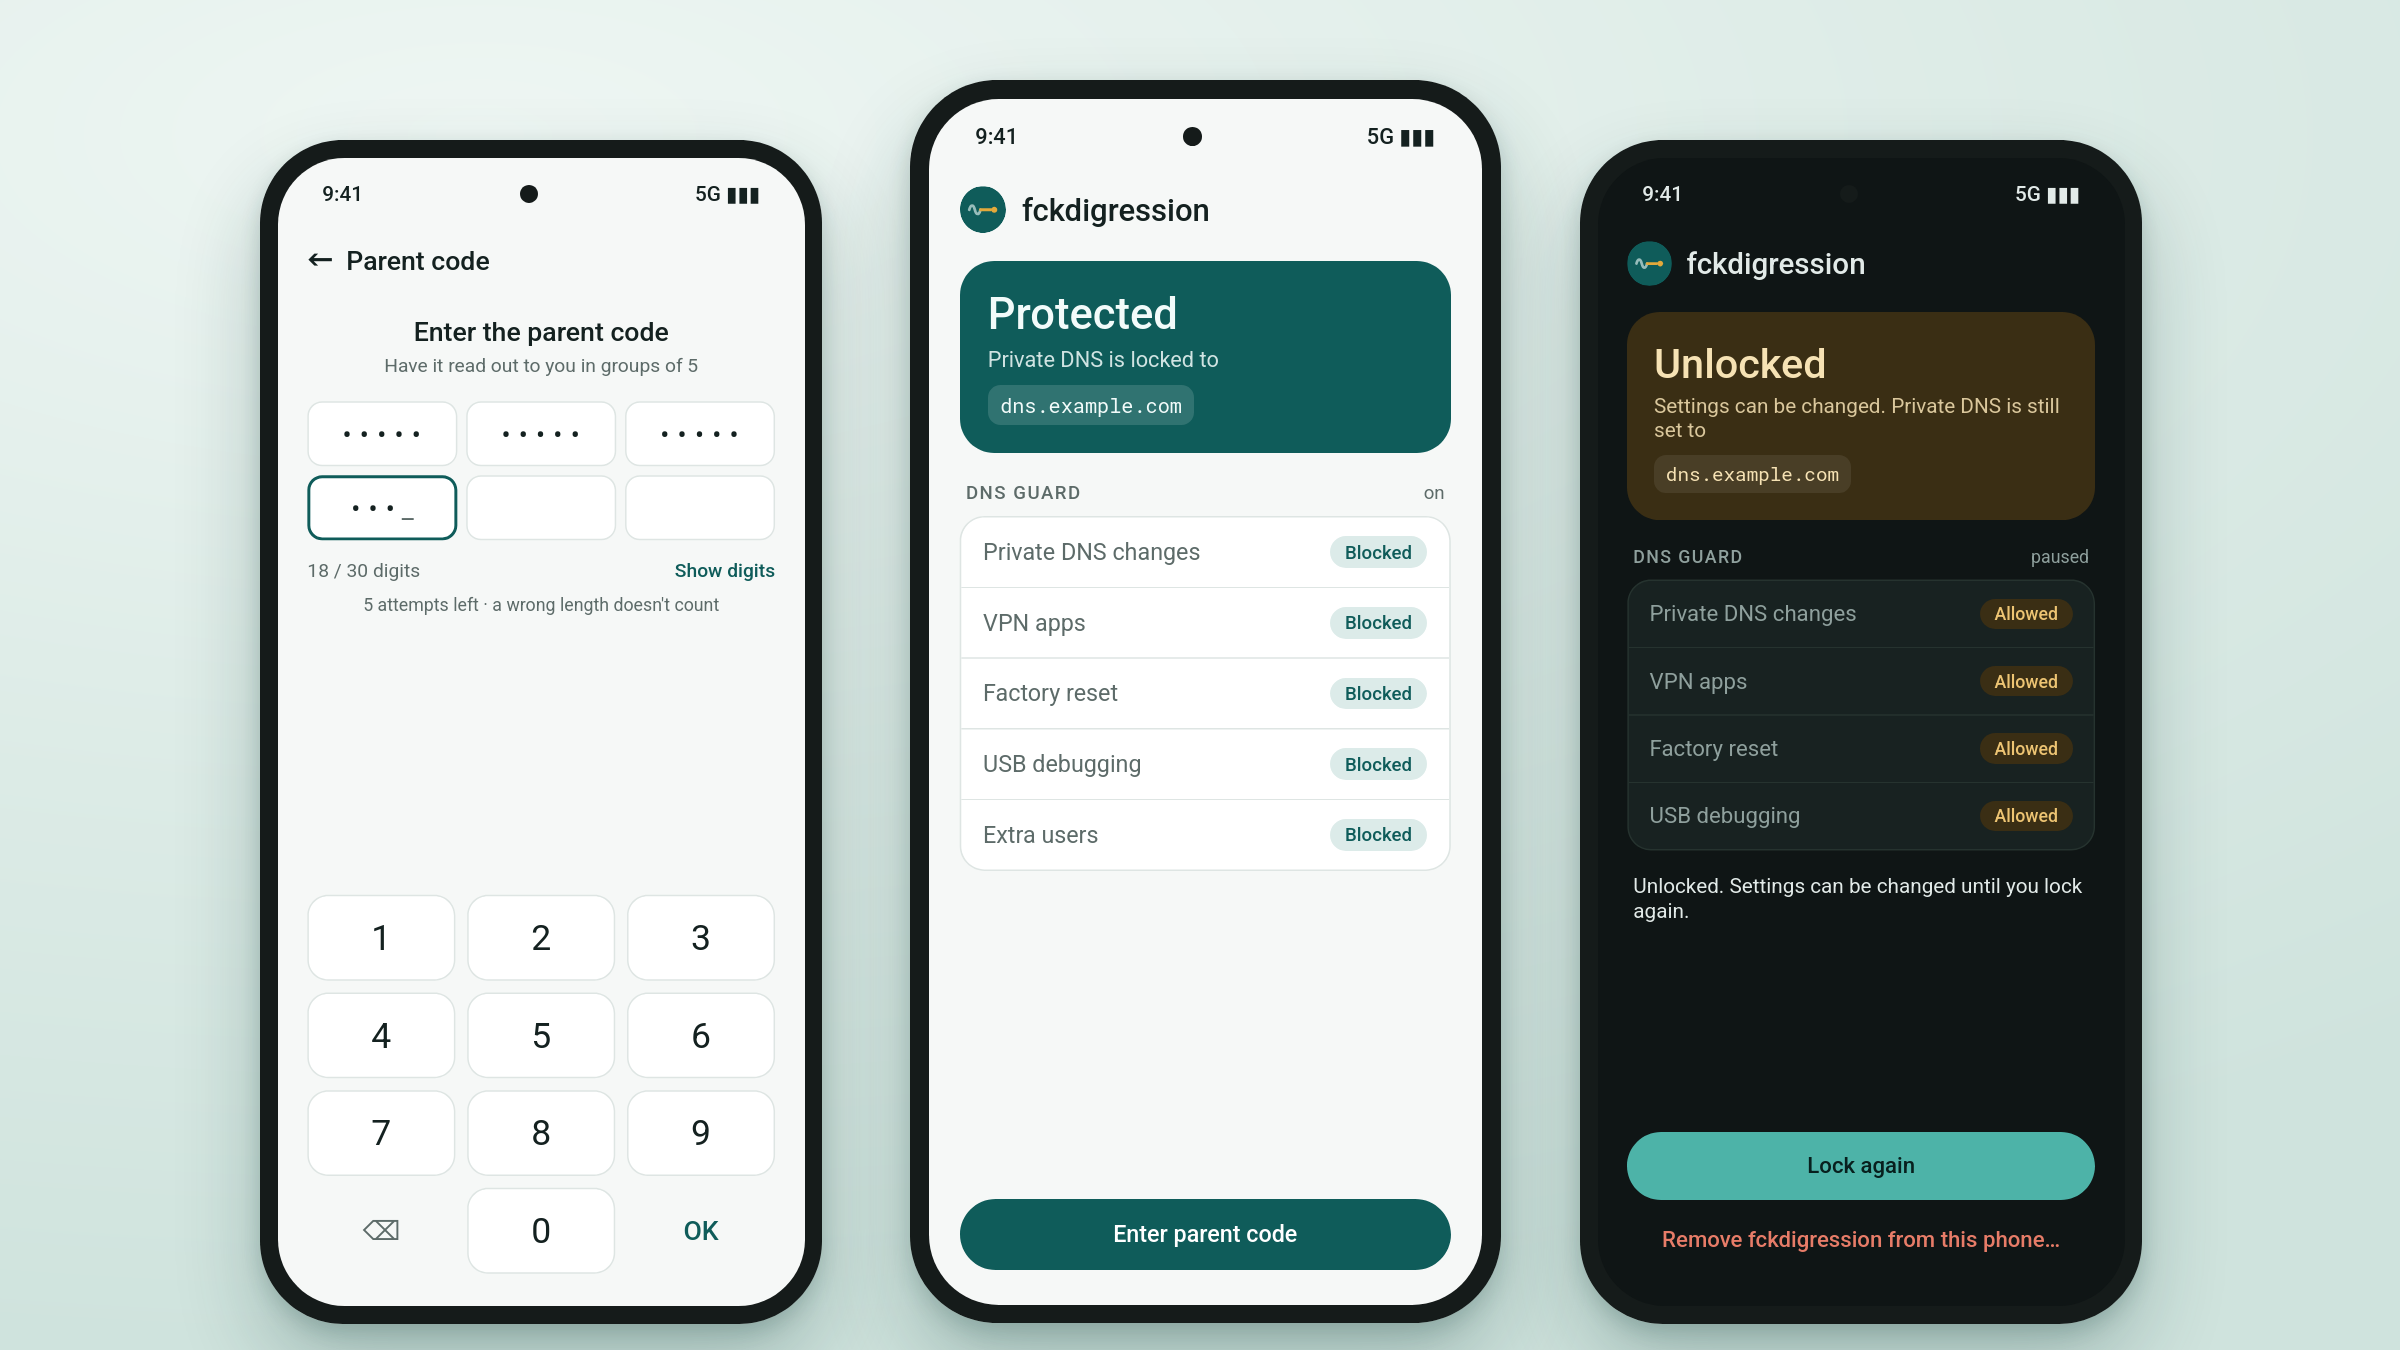 9:41
5G
← Parent code
Enter the parent code
Have it read out to you in groups of 5
• • • • •
• • • • •
• • • • •
• • • _
18 / 30 digits
Show digits
5 attempts left · a wrong length doesn't count
1
2
3
4
5
6
7
8
9
⌫
0
OK
9:41
5G
fckdigression
Protected
Private DNS is locked to
dns.example.com
DNS GUARD
on
Private DNS changes
Blocked
VPN apps
Blocked
Factory reset
Blocked
USB debugging
Blocked
Extra users
Blocked
Enter parent code
9:41
5G
fckdigression
Unlocked
Settings can be changed. Private DNS is still
set to
dns.example.com
DNS GUARD
paused
Private DNS changes
Allowed
VPN apps
Allowed
Factory reset
Allowed
USB debugging
Allowed
Unlocked. Settings can be changed until you lock
again.
Lock again
Remove fckdigression from this phone…